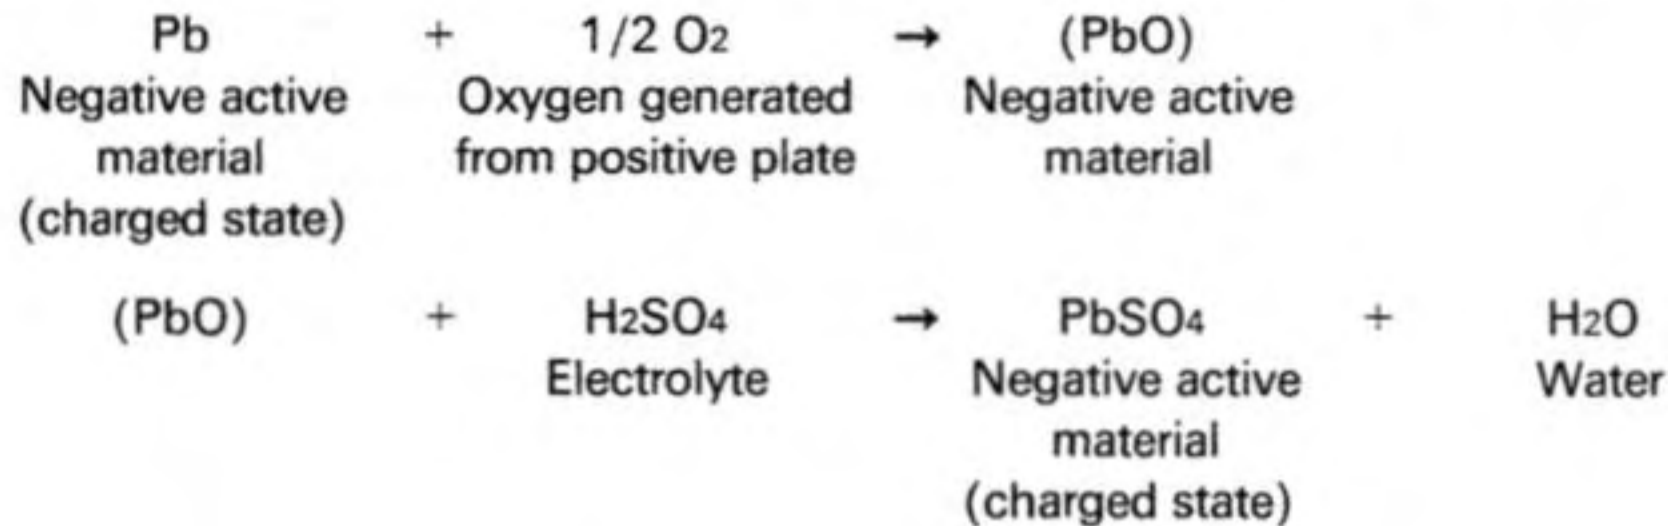 Pb + 1/2 O2 → (PbO)
Negative active Oxygen generated Negative active
material from positive plate material
(charged state)
(PbO) + H2SO4 → PbSO4 + H2O
Electrolyte Negative active Water
material
(charged state)